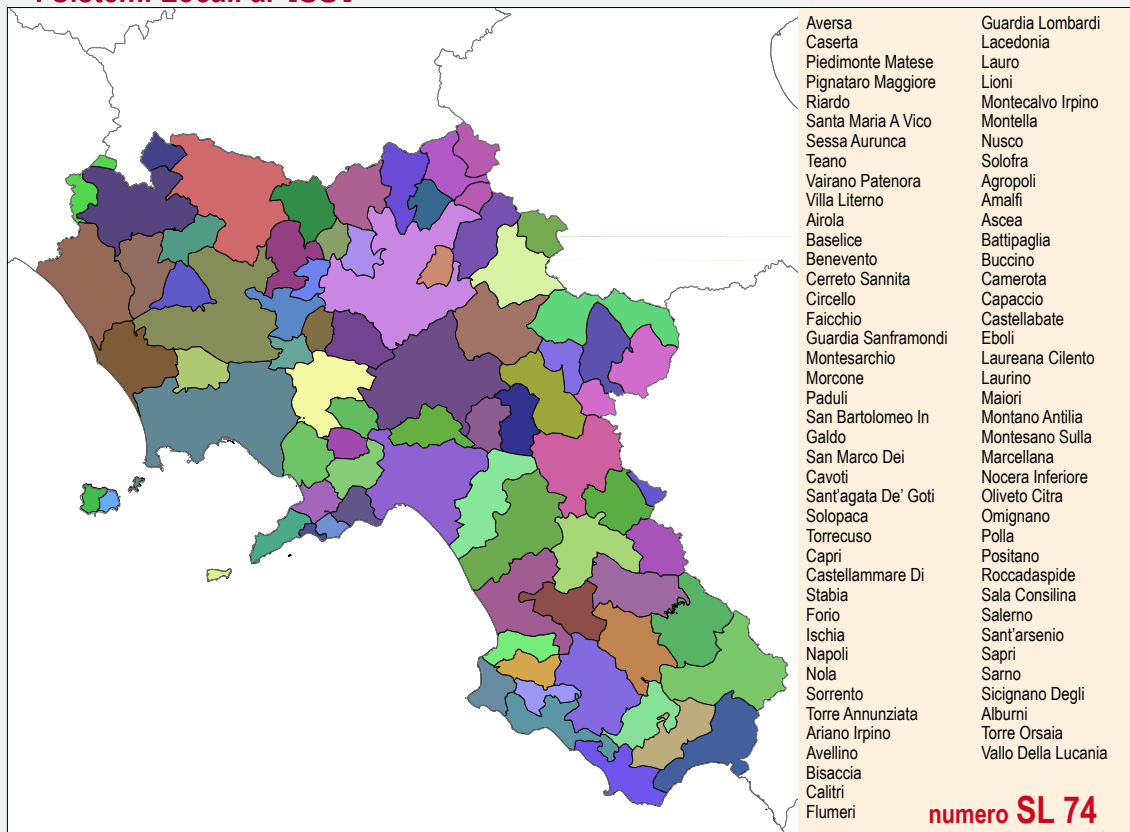 Aversa
Caserta
Piedimonte Matese
Pignataro Maggiore
Riardo
Santa Maria A Vico
Sessa Aurunca
Teano
Vairano Patenora
Villa Literno
Airola
Baselice
Benevento
Cerreto Sannita
Circello
Faicchio
Guardia Sanframondi
Montesarchio
Morcone
Paduli
San Bartolomeo In
Galdo
San Marco Dei
Cavoti
Sant'agata De' Goti
Solopaca
Torrecuso
Capri
Castellammare Di
Stabia
Forio
Ischia
Napoli
Nola
Sorrento
Torre Annunziata
Ariano Irpino
Avellino
Bisaccia
Calitri
Flumeri
Guardia Lombardi
Lacedonia
Lauro
Lioni
Montecalvo Irpino
Montella
Nusco
Solofra
Agropoli
Amalfi
Ascea
Battipaglia
Buccino
Camerota
Capaccio
Castellabate
Eboli
Laureana Cilento
Laurino
Maiori
Montano Antilia
Montesano Sulla
Marcellana
Nocera Inferiore
Oliveto Citra
Omignano
Polla
Positano
Roccadaspide
Sala Consilina
Salerno
Sant'arsenio
Sapri
Sarno
Sicignano Degli
Alburni
Torre Orsaia
Vallo Della Lucania
numero SL 74